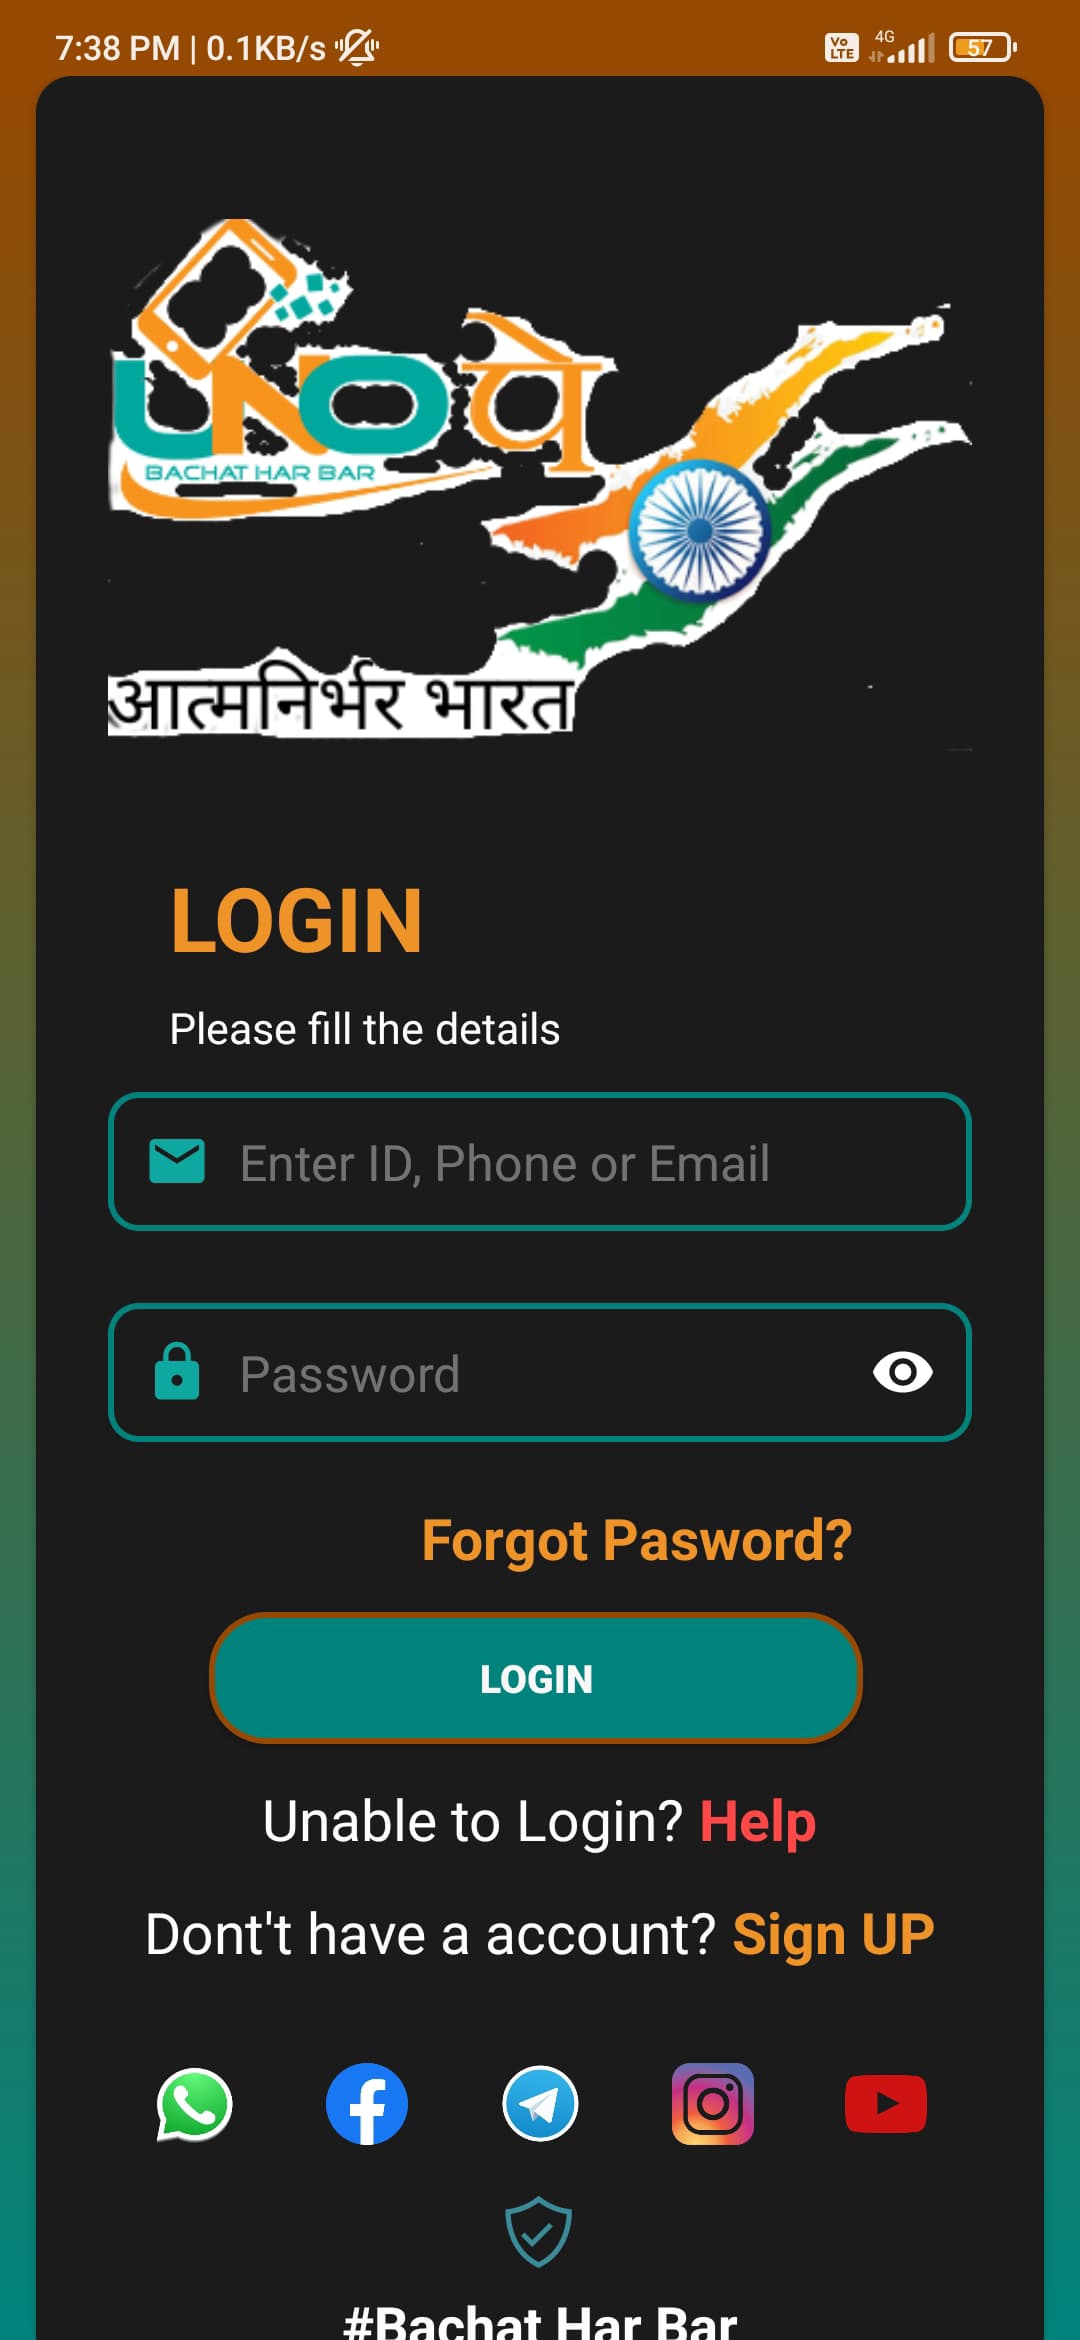 7:38 PM | 0.1KB/s
Vo LTE 4G 57
UNOपे
BACHAT HAR BAR
आत्मनिर्भर भारत
LOGIN
Please fill the details
Enter ID, Phone or Email
Password
Forgot Pasword?
LOGIN
Unable to Login? Help
Dont't have a account? Sign UP
#Bachat Har Bar